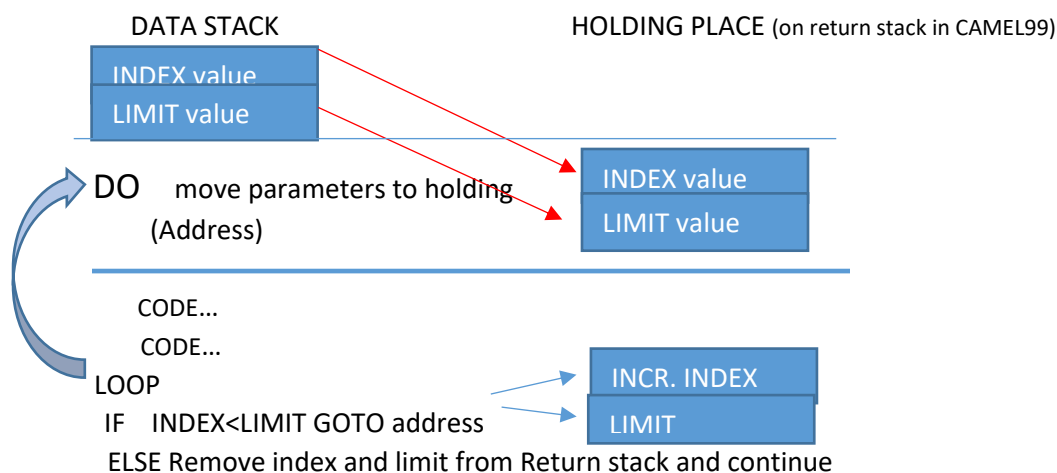 DATA STACK HOLDING PLACE (on return stack in CAMEL99)
INDEX value
LIMIT value
INDEX value
DO move parameters to holding
LIMIT value
(Address)
CODE...
CODE...
LOOP INCR. INDEX
IF INDEX<LIMIT GOTO address LIMIT
ELSE Remove index and limit from Return stack and continue